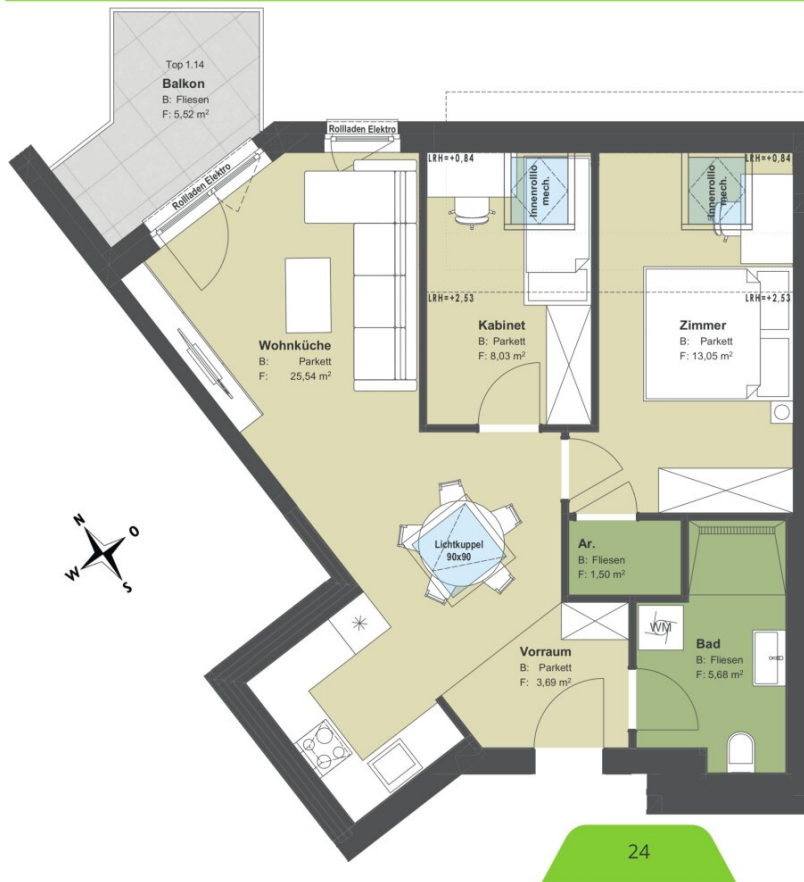 Top 1.14
Balkon
B: Fliesen
F: 5,52 m²
Rollladen Elektro
Rollladen Elektro
LRH=+0,84
Innenrollo
mech.
Innenrollo
mech.
LRH=+0,84
LRH=+2,53
LRH=+2,53
Wohnküche
B: Parkett
F: 25,54 m²
Kabinet
B: Parkett
F: 8,03 m²
Zimmer
B: Parkett
F: 13,05 m²
N
O
W
S
Lichtkuppel
90x90
Ar.
B: Fliesen
F: 1,50 m²
WM
Vorraum
B: Parkett
F: 3,69 m²
Bad
B: Fliesen
F: 5,68 m²
24